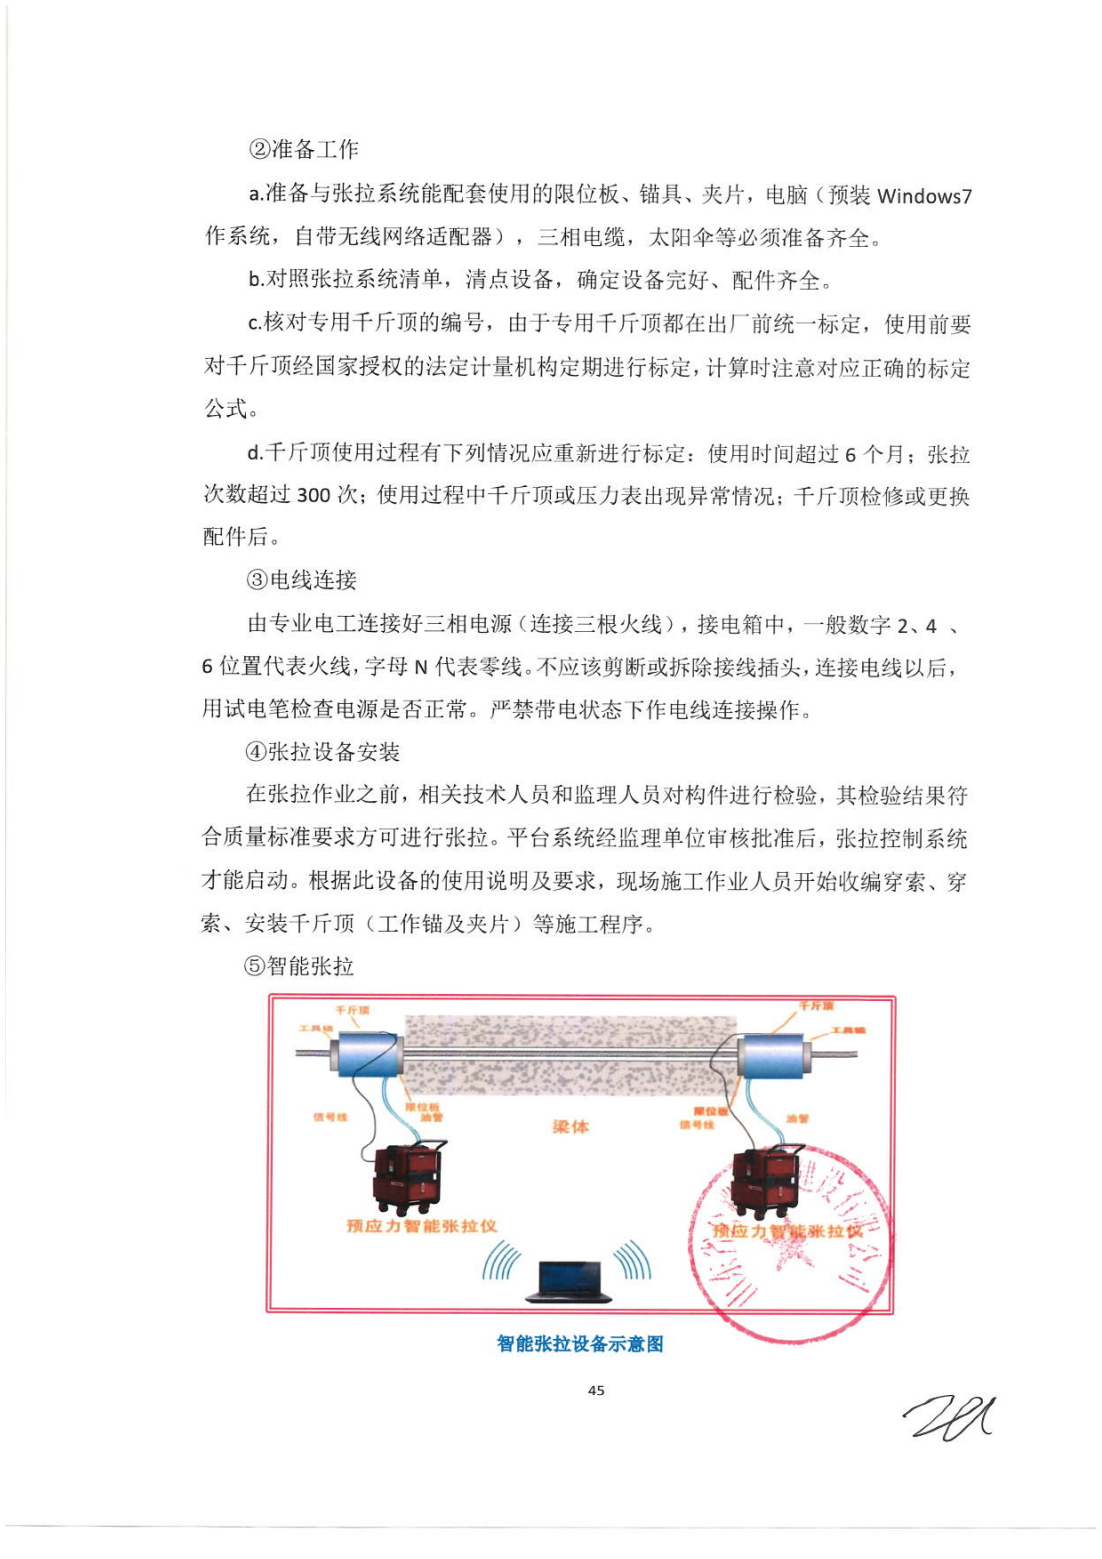 ②准备工作
a.准备与张拉系统能配套使用的限位板、锚具、夹片，电脑（预装 Windows7
作系统，自带无线网络适配器），三相电缆，太阳伞等必须准备齐全。
b.对照张拉系统清单，清点设备，确定设备完好、配件齐全。
c.核对专用千斤顶的编号，由于专用千斤顶都在出厂前统一标定，使用前要
对千斤顶经国家授权的法定计量机构定期进行标定，计算时注意对应正确的标定
公式。
d.千斤顶使用过程有下列情况应重新进行标定：使用时间超过 6 个月；张拉
次数超过 300 次；使用过程中千斤顶或压力表出现异常情况；千斤顶检修或更换
配件后。
③电线连接
由专业电工连接好三相电源（连接三根火线），接电箱中，一般数字 2、4 、
6 位置代表火线，字母 N 代表零线。不应该剪断或拆除接线插头，连接电线以后，
用试电笔检查电源是否正常。严禁带电状态下作电线连接操作。
④张拉设备安装
在张拉作业之前，相关技术人员和监理人员对构件进行检验，其检验结果符
合质量标准要求方可进行张拉。平台系统经监理单位审核批准后，张拉控制系统
才能启动。根据此设备的使用说明及要求，现场施工作业人员开始收编穿索、穿
索、安装千斤顶（工作锚及夹片）等施工程序。
⑤智能张拉
千斤顶
千斤顶
工具锚
工具锚
限位板
限位板
信号线
油管
梁体
信号线
油管
预应力智能张拉仪
预应力智能张拉仪
建设有限公司
智能张拉设备示意图
45